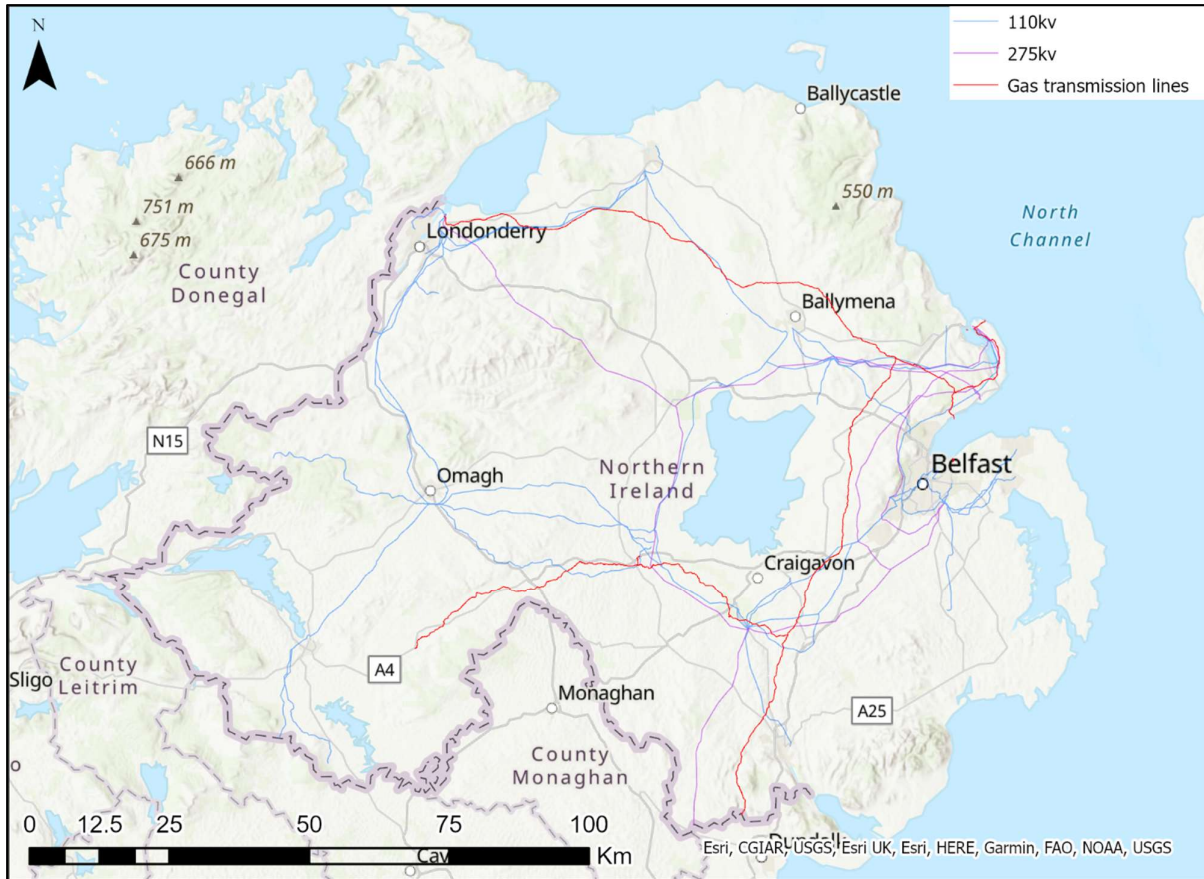 N
110kv
275kv
Gas transmission lines
Ballycastle
666 m
751 m
675 m
550 m
North
Channel
Londonderry
County
Donegal
Ballymena
N15
Omagh
Northern
Ireland
Belfast
Craigavon
County
Leitrim
Sligo
A4
Monaghan
A25
County
Monaghan
o
0 12.5 25 50 75 100
Km
Cav
Esri, CGIAR, USGS, Esri UK, Esri, HERE, Garmin, FAO, NOAA, USGS